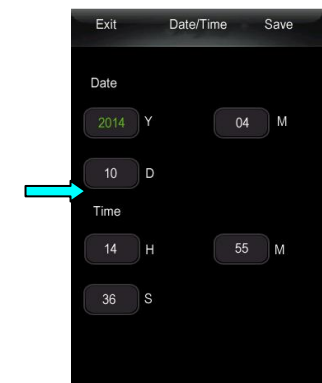 Exit Date/Time Save
Date
2014 Y 04 M
10 D
Time
14 H 55 M
36 S